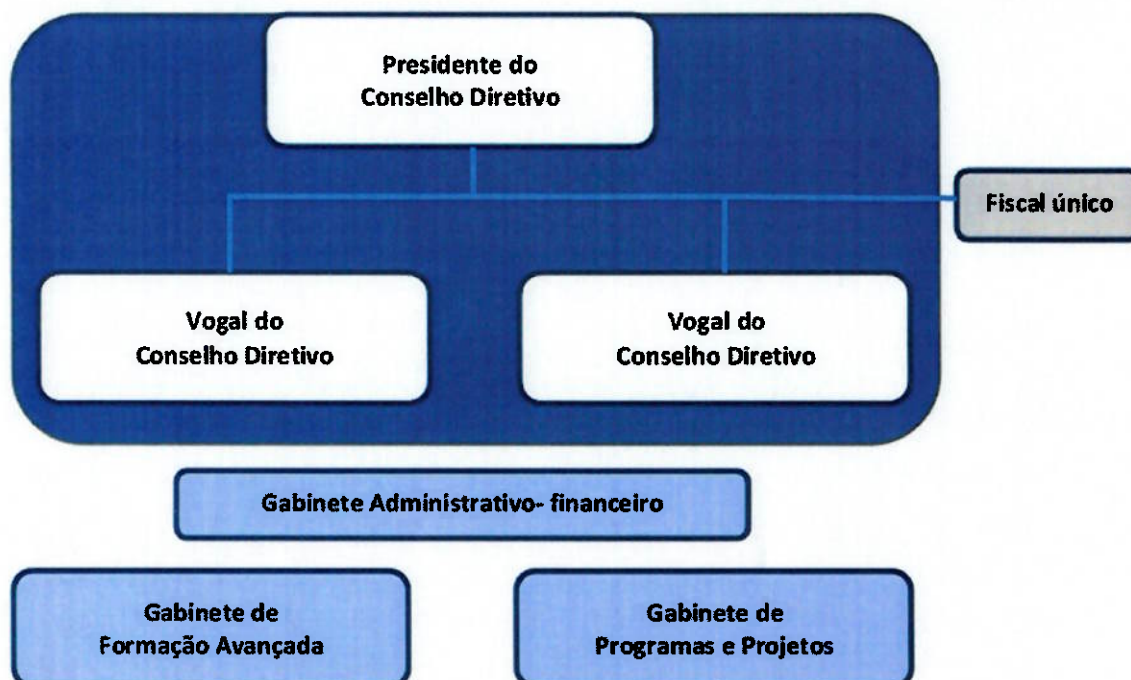 Presidente do
Conselho Diretivo
Fiscal único
Vogal do
Conselho Diretivo
Vogal do
Conselho Diretivo
Gabinete Administrativo- financeiro
Gabinete de
Formação Avançada
Gabinete de
Programas e Projetos